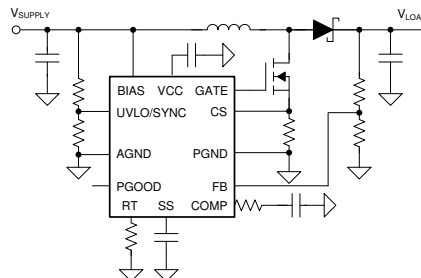 VSUPPLY
VLOA
BIAS VCC GATE
UVLO/SYNC CS
AGND PGND
PGOOD FB
RT SS COMP